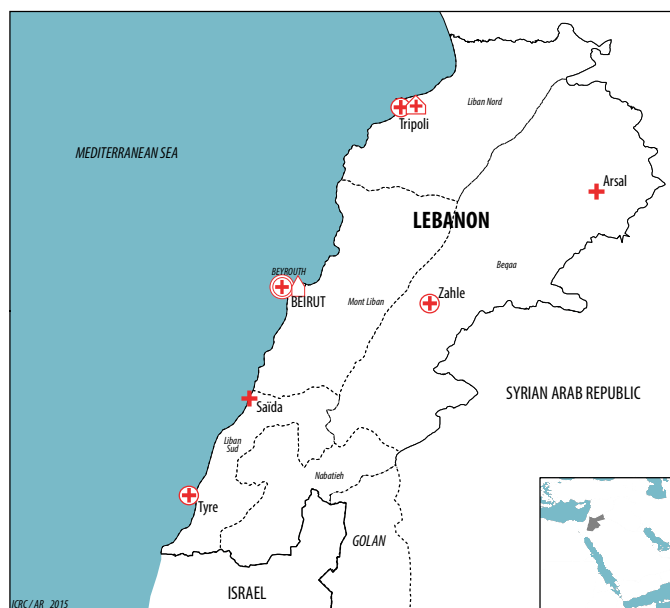 Liban Nord
Tripoli
MEDITERRANEAN SEA
Arsal
LEBANON
Beqaa
BEYROUTH
BEIRUT
Mont Liban
Zahle
SYRIAN ARAB REPUBLIC
Saïda
Liban
Sud
Nabatieh
Tyre
GOLAN
ISRAEL
ICRC / AR 2015